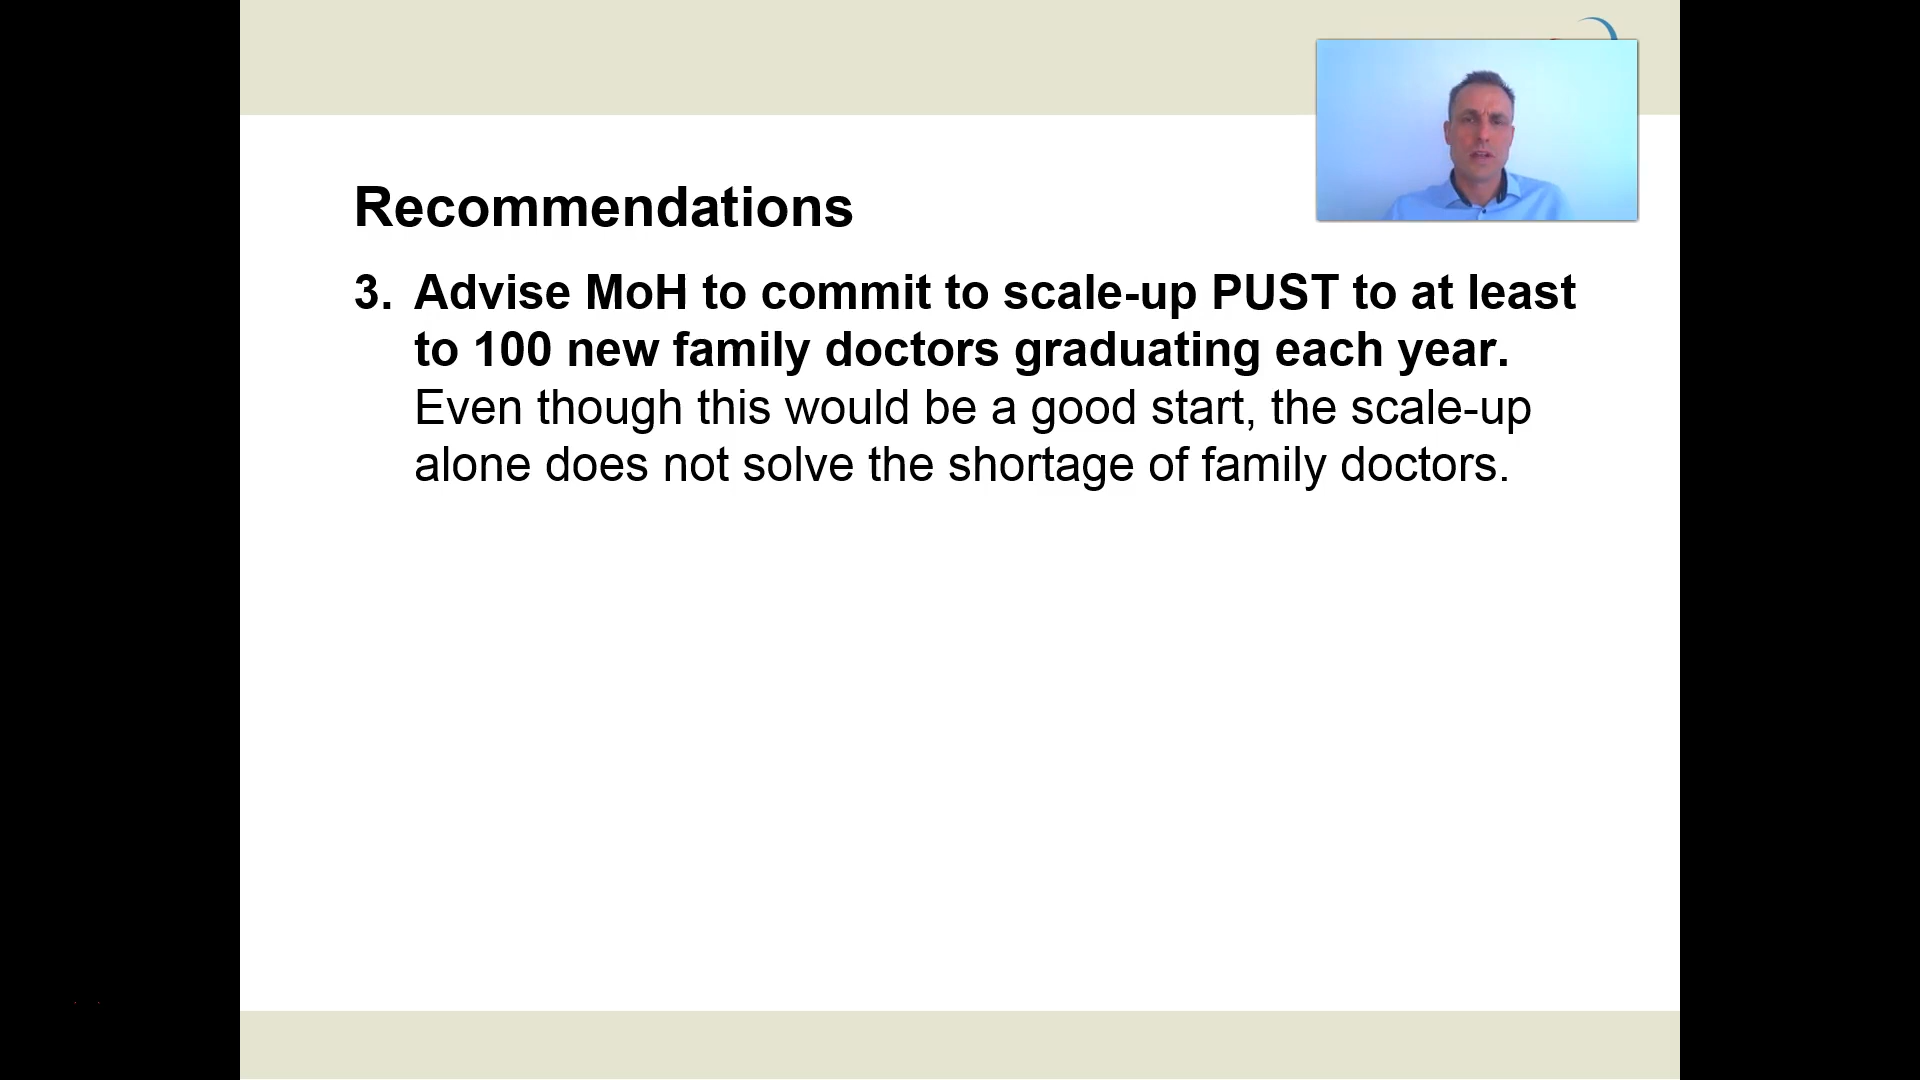 Recommendations
3. Advise MoH to commit to scale-up PUST to at least
to 100 new family doctors graduating each year.
Even though this would be a good start, the scale-up
alone does not solve the shortage of family doctors.